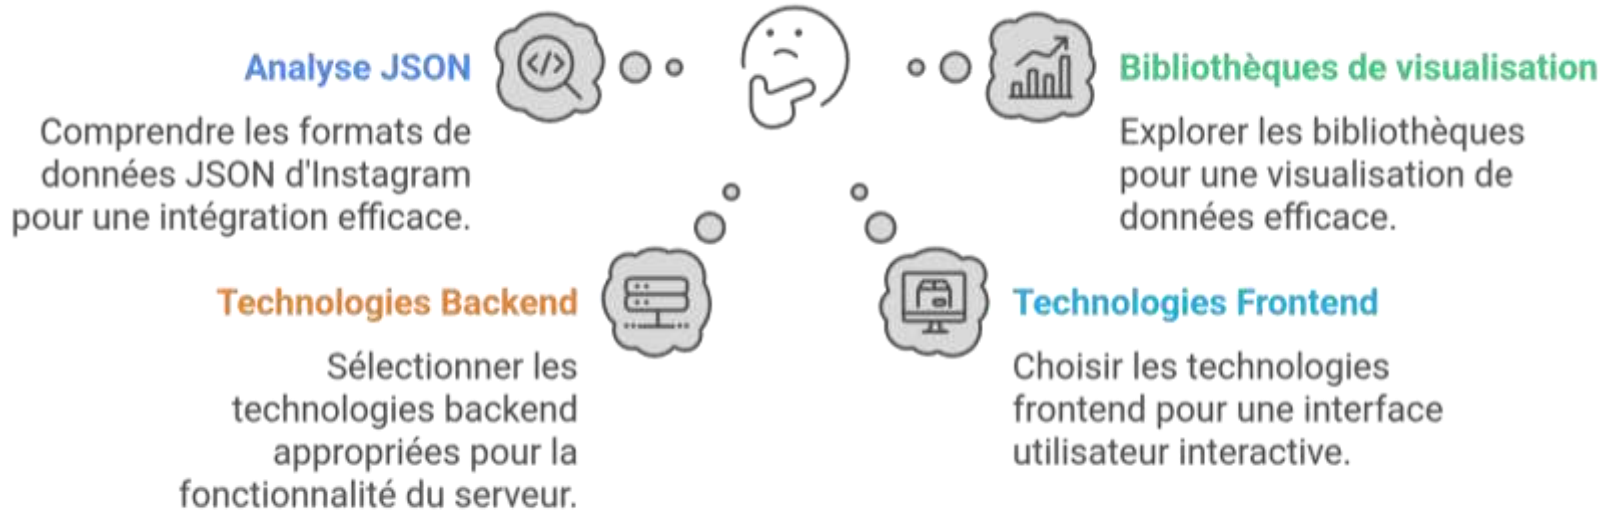 Analyse JSON
Comprendre les formats de
données JSON d'Instagram
pour une intégration efficace.
Bibliothèques de visualisation
Explorer les bibliothèques
pour une visualisation de
données efficace.
Technologies Backend
Sélectionner les
technologies backend
appropriées pour la
fonctionnalité du serveur.
Technologies Frontend
Choisir les technologies
frontend pour une interface
utilisateur interactive.